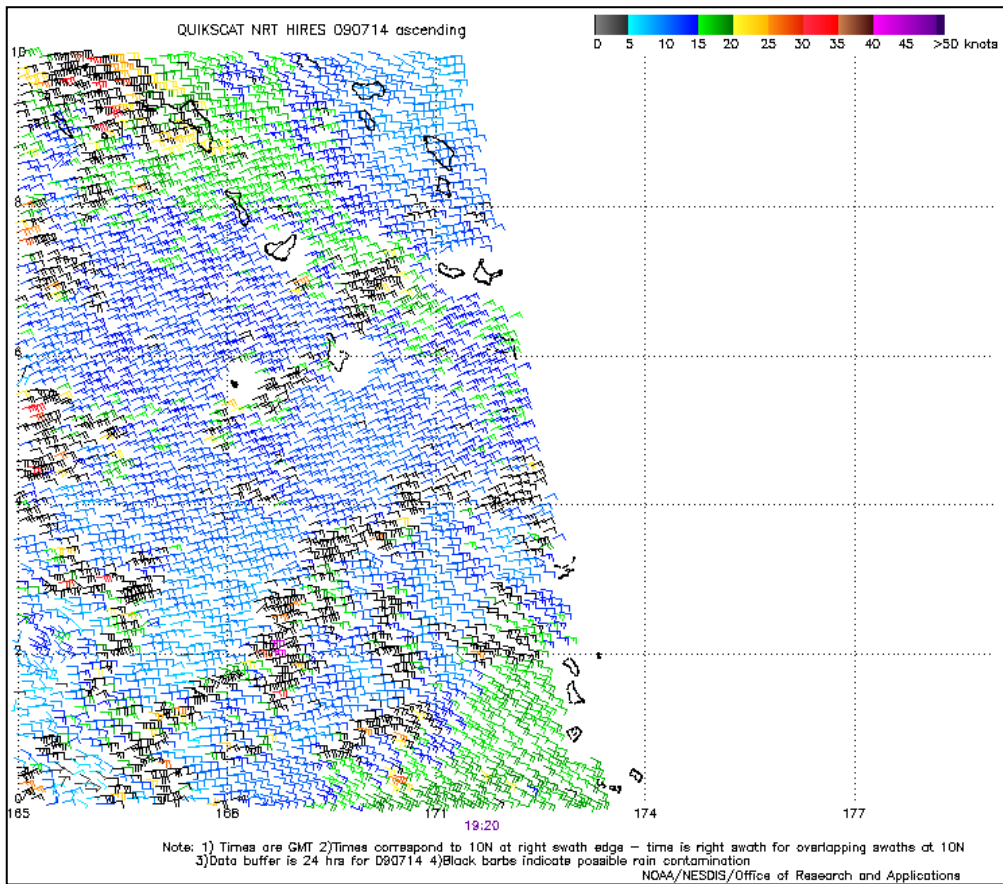 QUIKSCAT NRT HIRES 090714 ascending
0 5 10 15 20 25 30 35 40 45 >50 knots
10
8
6
4
2
0
165 168 171 174 177
19:20
Note: 1) Times are GMT 2)Times correspond to 10N at right swath edge – time is right swath for overlapping swaths at 10N
3)Data buffer is 24 hrs for 090714 4)Black barbs indicate possible rain contamination
NOAA/NESDIS/Office of Research and Applications